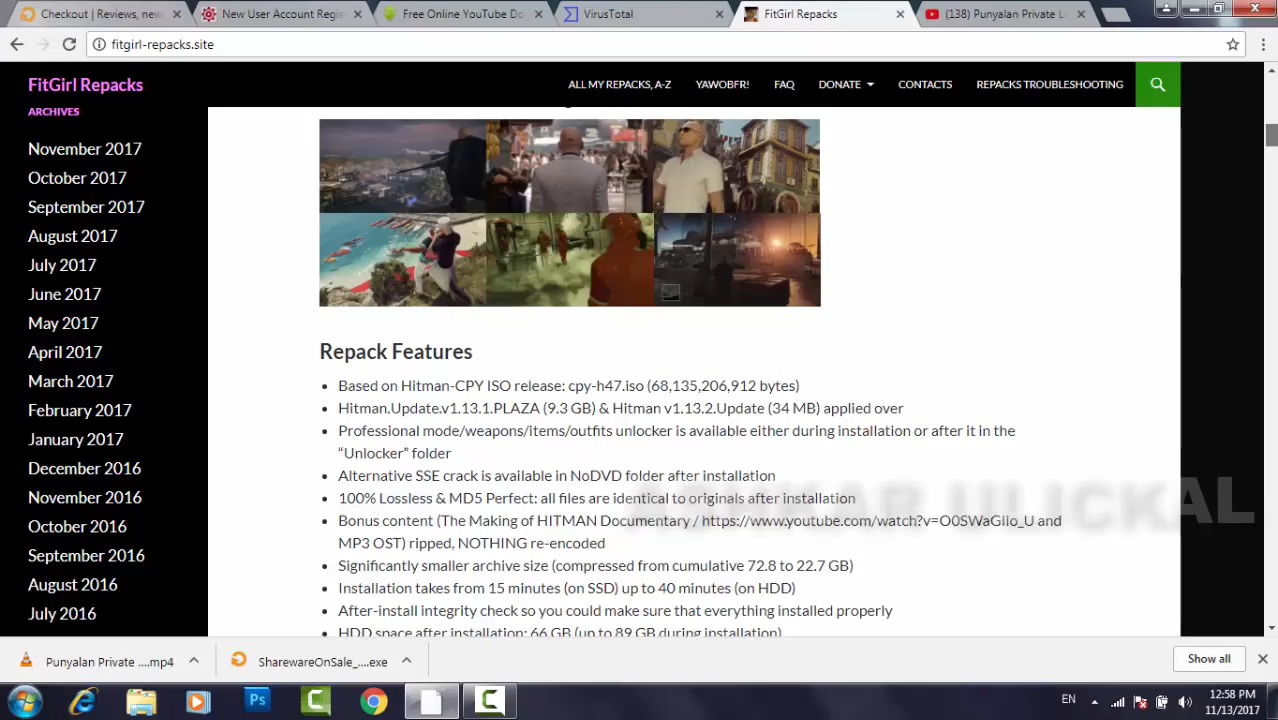 Checkout | Reviews, new
New User Account Regis
Free Online YouTube Do
VirusTotal
FitGirl Repacks
(138) Punyalan Private Li
fitgirl-repacks.site
FitGirl Repacks
ALL MY REPACKS, A-Z
YAWOBFR!
FAQ
DONATE
CONTACTS
REPACKS TROUBLESHOOTING
ARCHIVES
November 2017
October 2017
September 2017
August 2017
July 2017
June 2017
May 2017
April 2017
March 2017
February 2017
January 2017
December 2016
November 2016
October 2016
September 2016
August 2016
July 2016
Repack Features
Based on Hitman-CPY ISO release: cpy-h47.iso (68,135,206,912 bytes)
Hitman.Update.v1.13.1.PLAZA (9.3 GB) & Hitman v1.13.2.Update (34 MB) applied over
Professional mode/weapons/items/outfits unlocker is available either during installation or after it in the
“Unlocker” folder
Alternative SSE crack is available in NoDVD folder after installation
100% Lossless & MD5 Perfect: all files are identical to originals after installation
Bonus content (The Making of HITMAN Documentary / https://www.youtube.com/watch?v=O0SWaGIio_U and
MP3 OST) ripped, NOTHING re-encoded
Significantly smaller archive size (compressed from cumulative 72.8 to 22.7 GB)
Installation takes from 15 minutes (on SSD) up to 40 minutes (on HDD)
After-install integrity check so you could make sure that everything installed properly
HDD space after installation: 66 GB (up to 89 GB during installation)
ASHKAR ULICKAL
Punyalan Private ....mp4
SharewareOnSale_....exe
Show all
Ps
EN
12:58 PM
11/13/2017